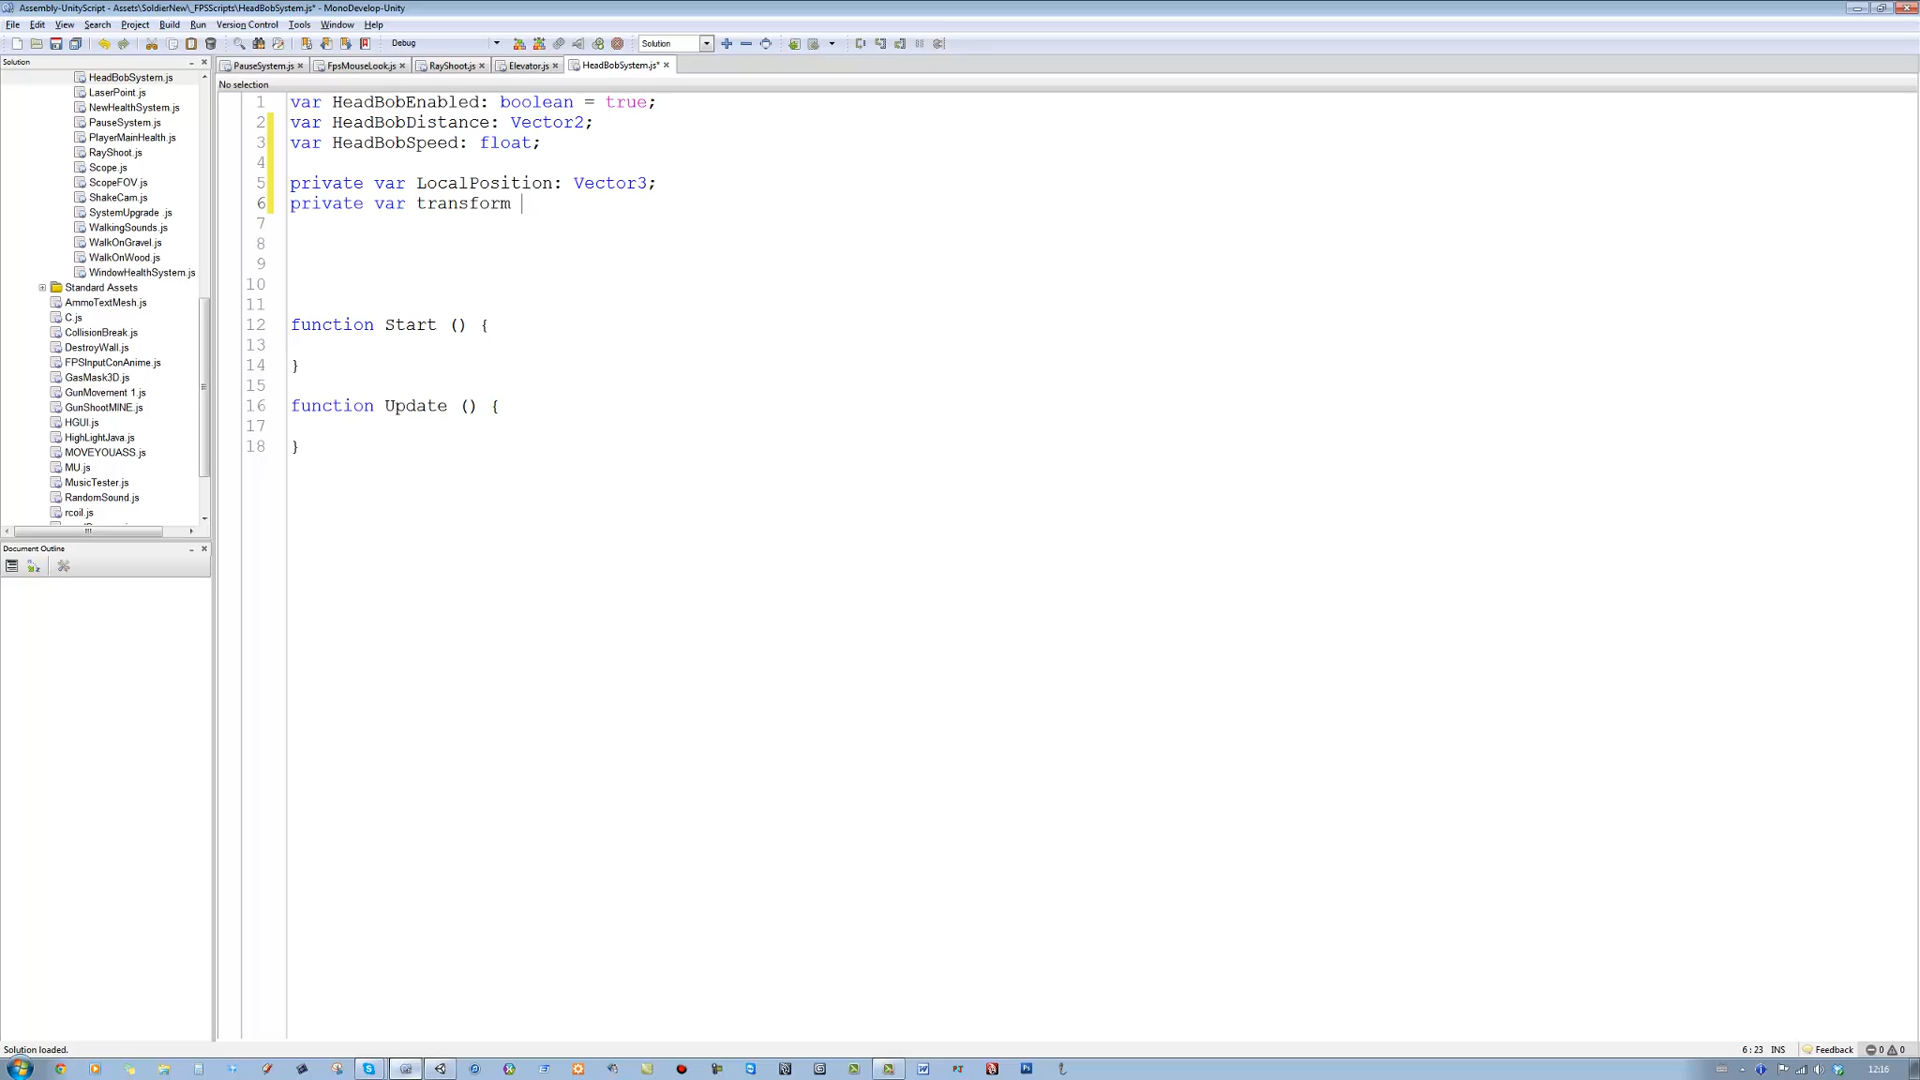 Assembly-UnityScript - Assets\SoldierNew\_FPSScripts\HeadBobSystem.js* - MonoDevelop-Unity
File Edit View Search Project Build Run Version Control Tools Window Help
Debug Solution
Solution
PauseSystem.js FpsMouseLook.js RayShoot.js Elevator.js HeadBobSystem.js*
No selection
HeadBobSystem.js
LaserPoint.js
NewHealthSystem.js
PauseSystem.js
PlayerMainHealth.js
RayShoot.js
Scope.js
ScopeFOV.js
ShakeCam.js
SystemUpgrade .js
WalkingSounds.js
WalkOnGravel.js
WalkOnWood.js
WindowHealthSystem.js
Standard Assets
AmmoTextMesh.js
C.js
CollisionBreak.js
DestroyWall.js
FPSInputConAnime.js
GasMask3D.js
GunMovement 1.js
GunShootMINE.js
HGUI.js
HighLightJava.js
MOVEYOUASS.js
MU.js
MusicTester.js
RandomSound.js
rcoil.js
Document Outline
1 var HeadBobEnabled: boolean = true;
2 var HeadBobDistance: Vector2;
3 var HeadBobSpeed: float;
4
5 private var LocalPosition: Vector3;
6 private var transform
7
8
9
10
11
12 function Start () {
13
14 }
15
16 function Update () {
17
18 }
Solution loaded.
6 : 23 INS Feedback 0 0
12:16